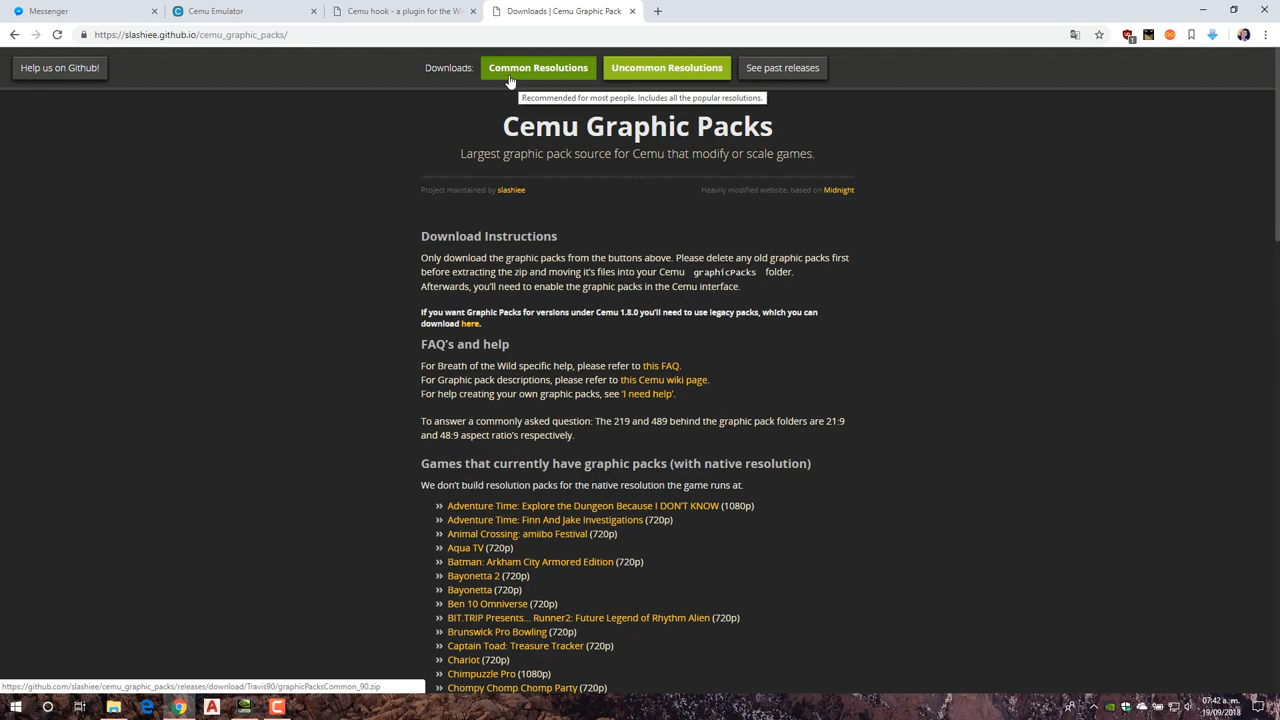 Messenger
Cemu Emulator
Cemu hook - a plugin for the W
Downloads | Cemu Graphic Pack
https://slashiee.github.io/cemu_graphic_packs/
Help us on Github!
Downloads:
Common Resolutions
Uncommon Resolutions
See past releases
Recommended for most people. Includes all the popular resolutions.
Cemu Graphic Packs
Largest graphic pack source for Cemu that modify or scale games.
Project maintained by slashiee
Heavily modified website, based on Midnight
Download Instructions
Only download the graphic packs from the buttons above. Please delete any old graphic packs first
before extracting the zip and moving it's files into your Cemu graphicPacks folder.
Afterwards, you'll need to enable the graphic packs in the Cemu interface.
If you want Graphic Packs for versions under Cemu 1.8.0 you'll need to use legacy packs, which you can
download here.
FAQ's and help
For Breath of the Wild specific help, please refer to this FAQ.
For Graphic pack descriptions, please refer to this Cemu wiki page.
For help creating your own graphic packs, see 'I need help'.
To answer a commonly asked question: The 219 and 489 behind the graphic pack folders are 21:9
and 48:9 aspect ratio's respectively.
Games that currently have graphic packs (with native resolution)
We don't build resolution packs for the native resolution the game runs at.
» Adventure Time: Explore the Dungeon Because I DON'T KNOW (1080p)
» Adventure Time: Finn And Jake Investigations (720p)
» Animal Crossing: amiibo Festival (720p)
» Aqua TV (720p)
» Batman: Arkham City Armored Edition (720p)
» Bayonetta 2 (720p)
» Bayonetta (720p)
» Ben 10 Omniverse (720p)
» BIT.TRIP Presents... Runner2: Future Legend of Rhythm Alien (720p)
» Brunswick Pro Bowling (720p)
» Captain Toad: Treasure Tracker (720p)
» Chariot (720p)
» Chimpuzzle Pro (1080p)
» Chompy Chomp Chomp Party (720p)
https://github.com/slashiee/cemu_graphic_packs/releases/download/Travis90/graphicPacksCommon_90.zip
07:42 a. m.
19/09/2018